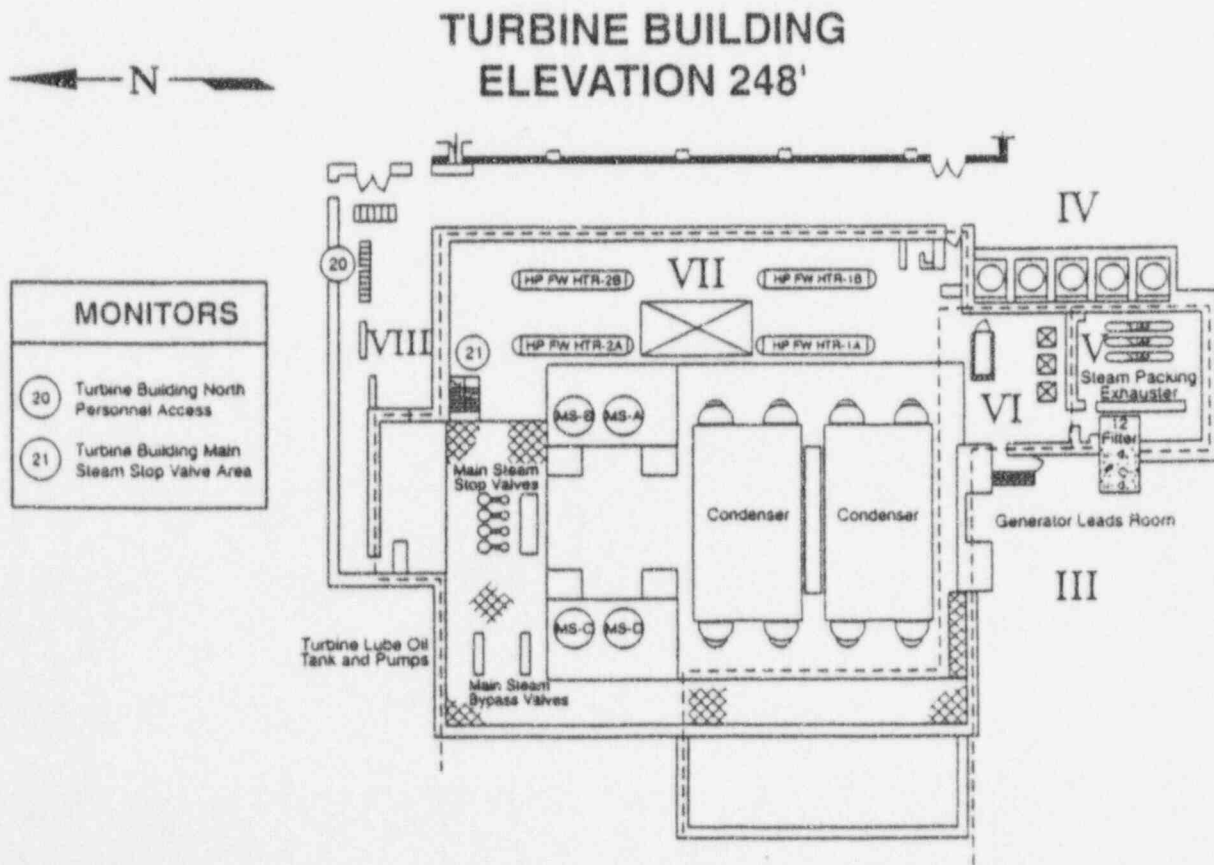 TURBINE BUILDING
ELEVATION 248'
N
MONITORS
20 Turbine Building North
Personnel Access
21 Turbine Building Main
Steam Stop Valve Area
IV
20
HP FW HTR-2B
VII
HP FW HTR-1B
VIII
21
HP FW HTR-2A
HP FW HTR-1A
V
Steam Packing
Exhauster
VI
MS-B
MS-A
12
Filter
Main Steam
Stop Valves
Condenser
Condenser
Generator Leads Room
III
MS-C
MS-D
Turbine Lube Oil
Tank and Pumps
Main Steam
Bypass Valves